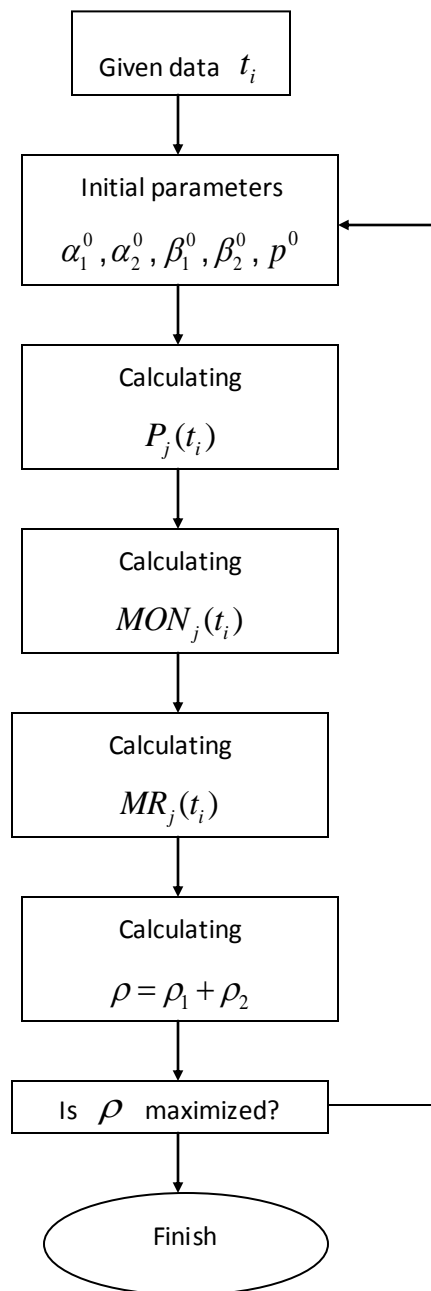 Given data t_i
Initial parameters
α_1^0 , α_2^0 , β_1^0 , β_2^0 , p^0
Calculating
P_j(t_i)
Calculating
MON_j(t_i)
Calculating
MR_j(t_i)
Calculating
ρ = ρ_1 + ρ_2
Is ρ maximized?
Finish